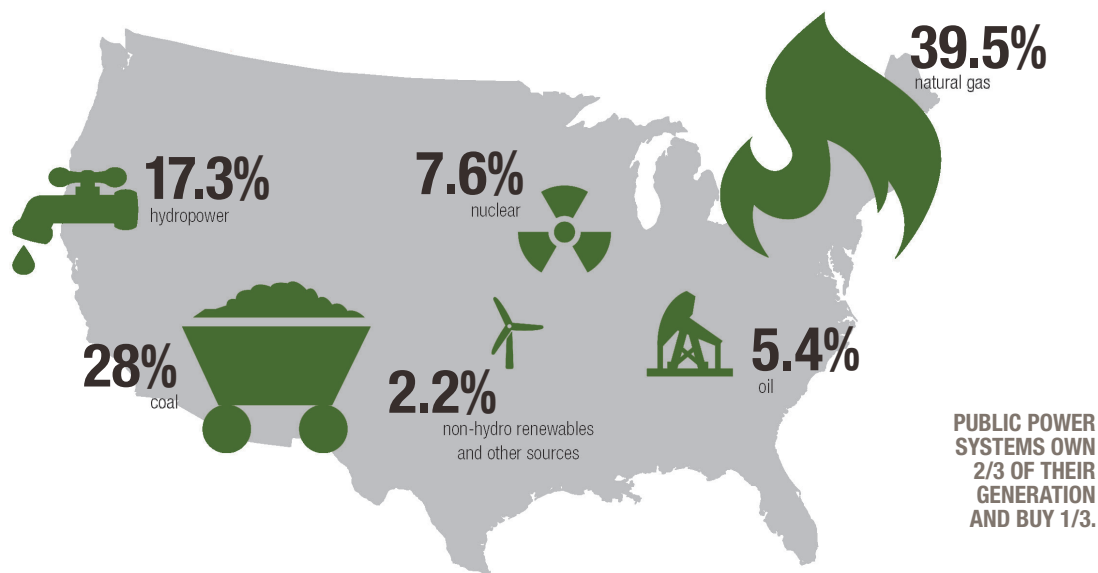 39.5%
natural gas
17.3%
hydropower
7.6%
nuclear
28%
coal
2.2%
non-hydro renewables
and other sources
5.4%
oil
PUBLIC POWER
SYSTEMS OWN
2/3 OF THEIR
GENERATION
AND BUY 1/3.